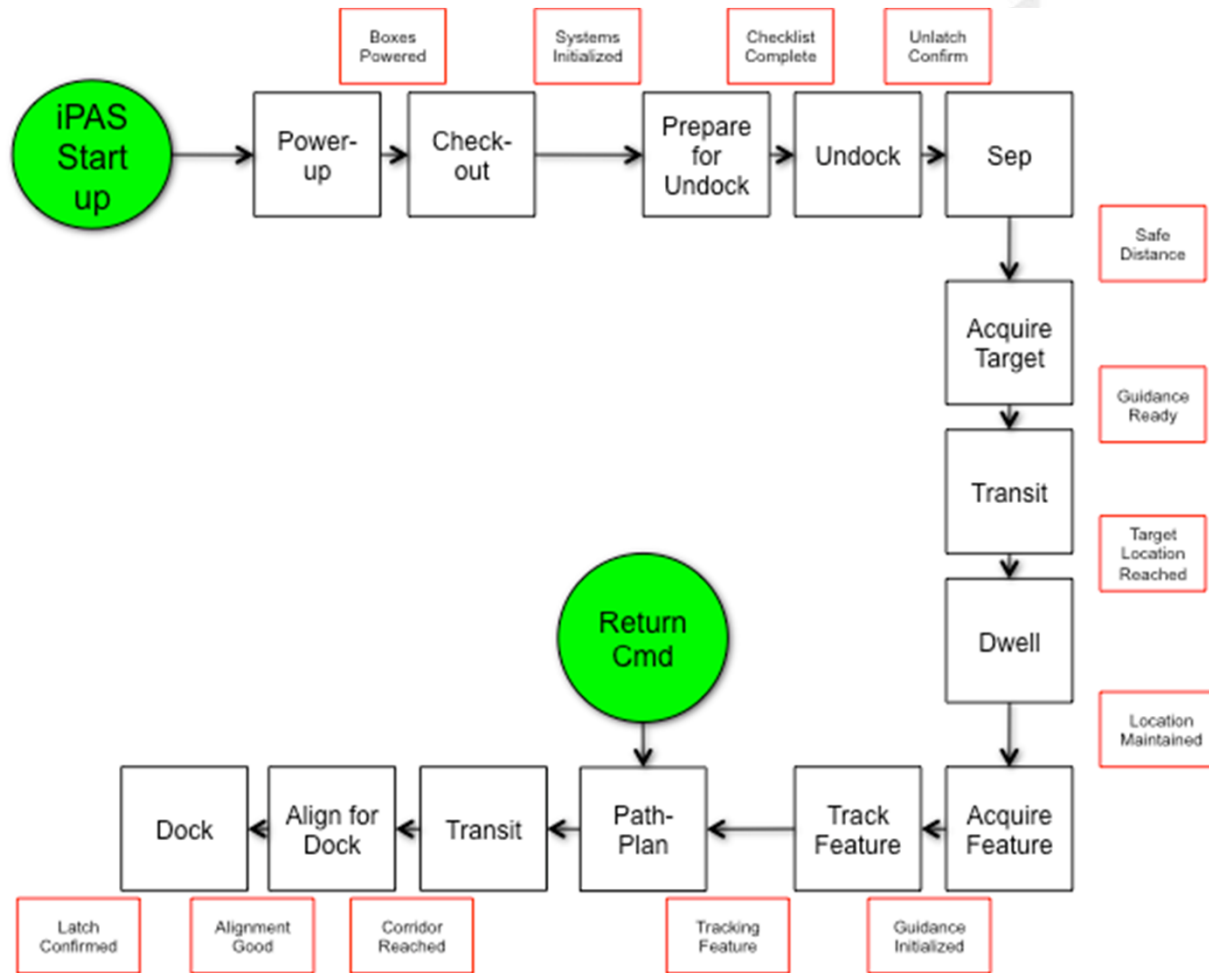 Boxes
Powered
Systems
Initialized
Checklist
Complete
Unlatch
Confirm
iPAS
Start
up
Power-
up
Check-
out
Prepare
for
Undock
Undock
Sep
Safe
Distance
Acquire
Target
Guidance
Ready
Transit
Target
Location
Reached
Return
Cmd
Dwell
Location
Maintained
Dock
Align for
Dock
Transit
Path-
Plan
Track
Feature
Acquire
Feature
Latch
Confirmed
Alignment
Good
Corridor
Reached
Tracking
Feature
Guidance
Initialized